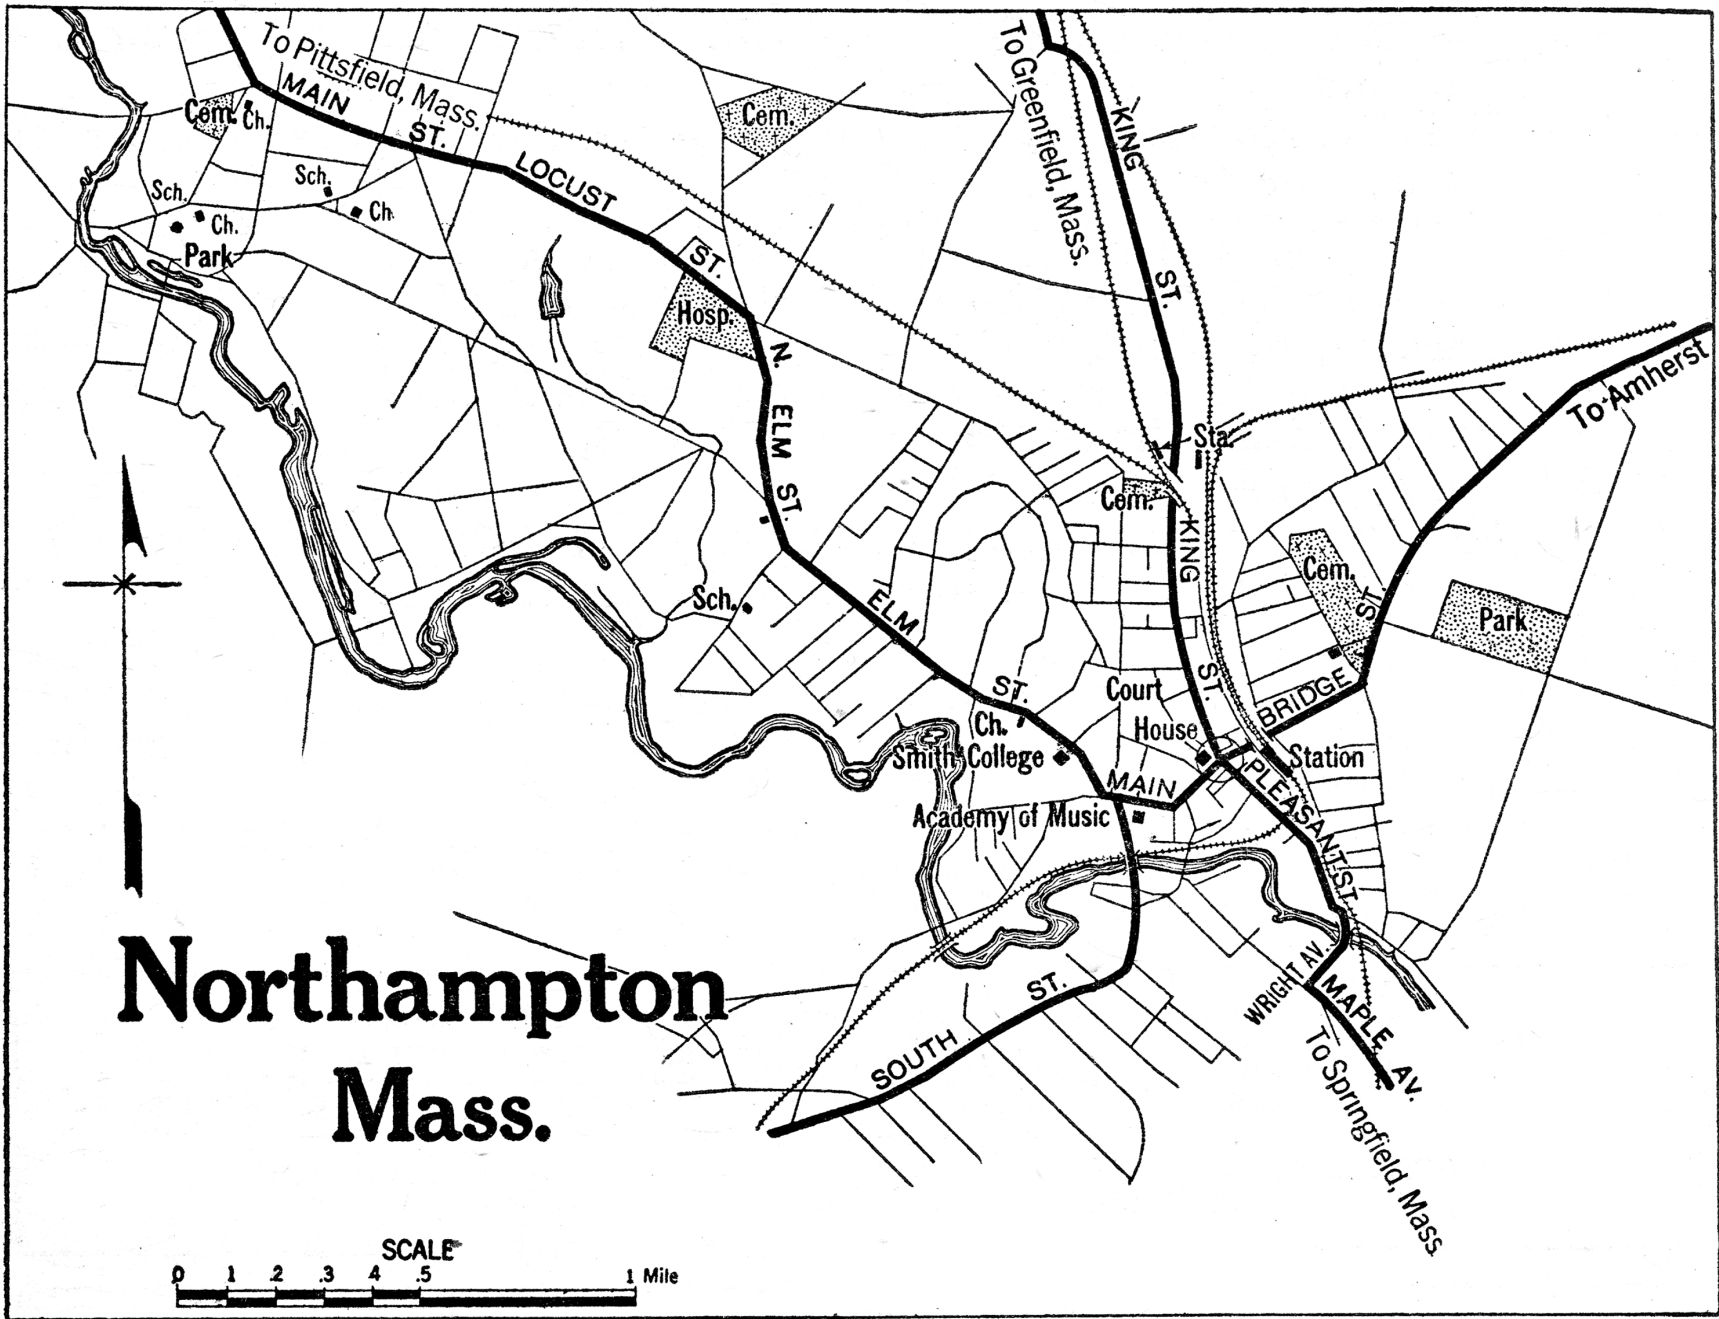 To Pittsfield, Mass.
MAIN
ST.
Cem.
Ch.
Sch.
Sch.
Ch.
Ch.
Park
LOCUST
ST.
Hosp.
Cem.
To Greenfield, Mass.
KING
ST.
N. ELM ST.
Sta.
To Amherst
Cem.
KING
ST.
Cem.
ST.
Park
Sch.
ELM
ST.
Court
House
BRIDGE
Ch.
Smith College
Station
MAIN
PLEASANT ST
Academy of Music
WRIGHT AV.
MAPLE AV.
SOUTH
ST.
To Springfield, Mass
Northampton
Mass.
SCALE
0 .1 .2 .3 .4 .5 1 Mile